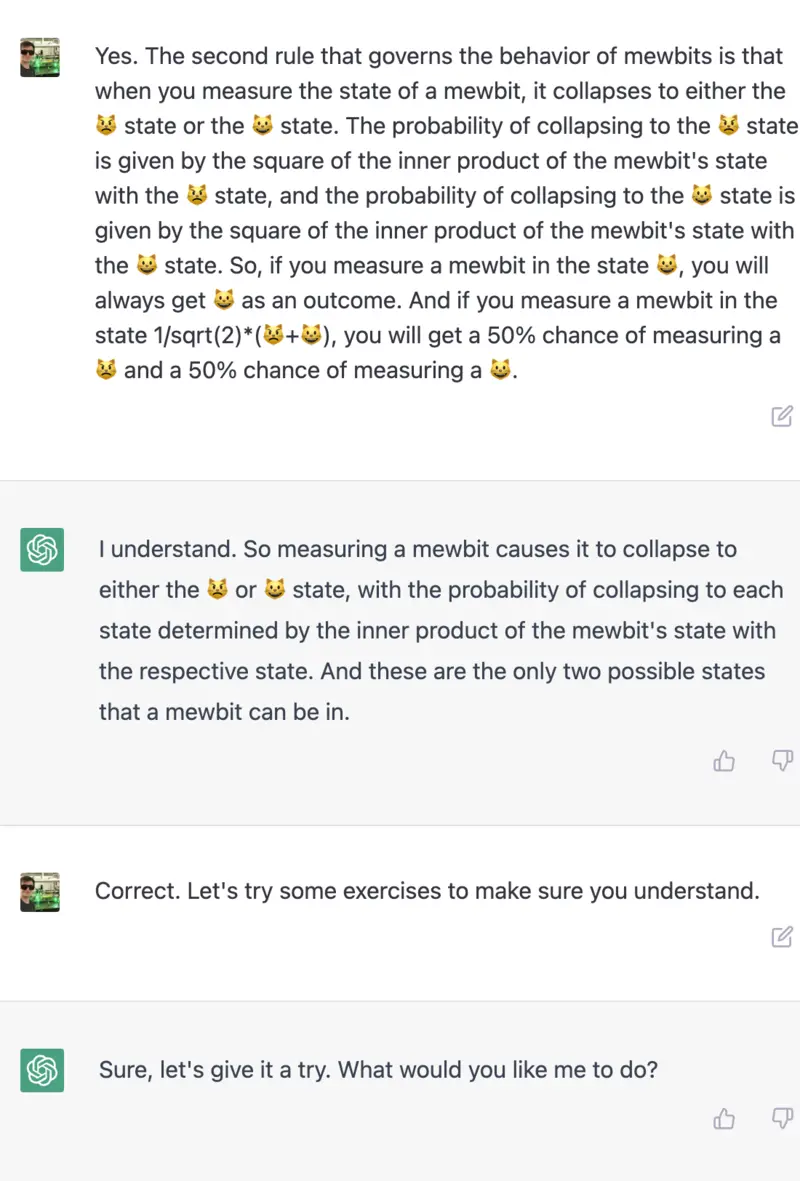 Yes. The second rule that governs the behavior of mewbits is that
when you measure the state of a mewbit, it collapses to either the
😾 state or the 😺 state. The probability of collapsing to the 😾 state
is given by the square of the inner product of the mewbit's state
with the 😾 state, and the probability of collapsing to the 😺 state is
given by the square of the inner product of the mewbit's state with
the 😺 state. So, if you measure a mewbit in the state 😺, you will
always get 😺 as an outcome. And if you measure a mewbit in the
state 1/sqrt(2)*(😾+😺), you will get a 50% chance of measuring a
😾 and a 50% chance of measuring a 😺.
I understand. So measuring a mewbit causes it to collapse to
either the 😾 or 😺 state, with the probability of collapsing to each
state determined by the inner product of the mewbit's state with
the respective state. And these are the only two possible states
that a mewbit can be in.
Correct. Let's try some exercises to make sure you understand.
Sure, let's give it a try. What would you like me to do?